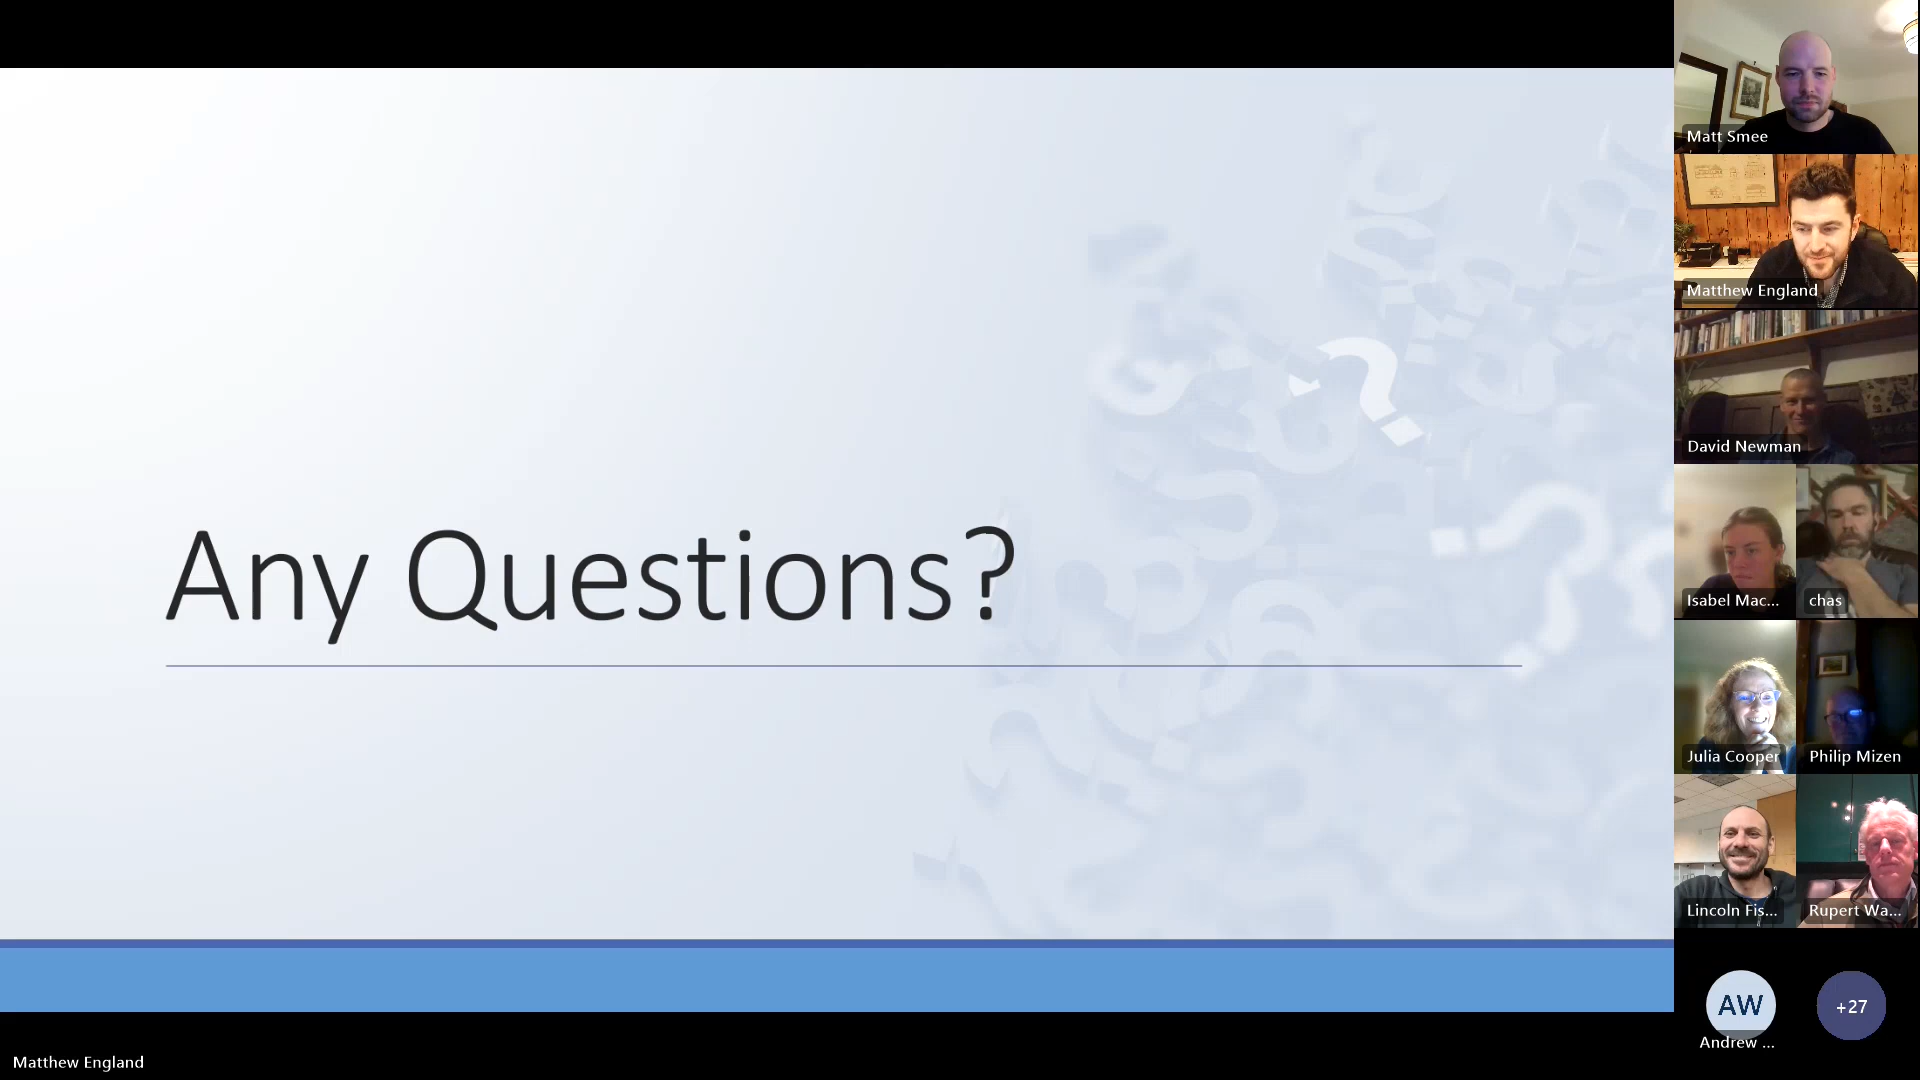 Any Questions?
Matthew England
Matt Smee
Matthew England
David Newman
Isabel Mac...
chas
Julia Cooper
Philip Mizen
Lincoln Fis...
Rupert Wa...
AW
Andrew ...
+27